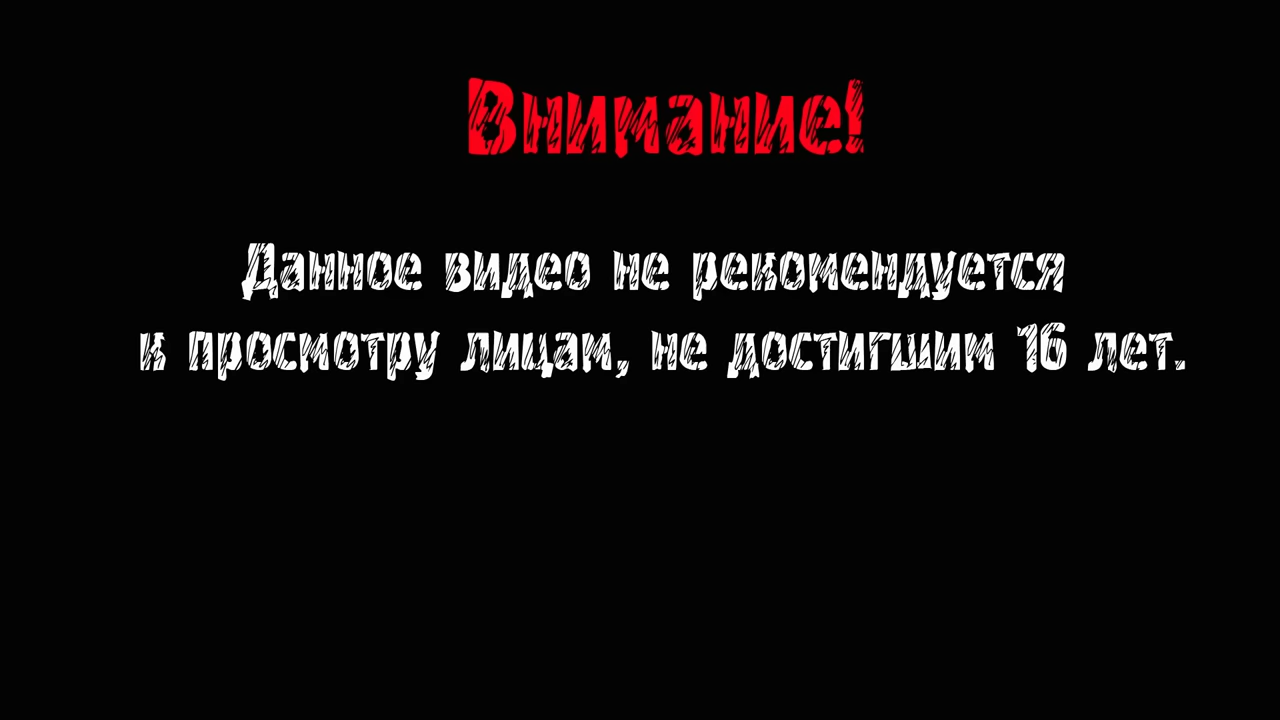 Внимание!
Данное видео не рекомендуется
к просмотру лицам, не достигшим 16 лет.